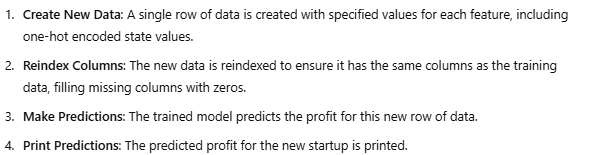 1. Create New Data: A single row of data is created with specified values for each feature, including
one-hot encoded state values.
2. Reindex Columns: The new data is reindexed to ensure it has the same columns as the training
data, filling missing columns with zeros.
3. Make Predictions: The trained model predicts the profit for this new row of data.
4. Print Predictions: The predicted profit for the new startup is printed.